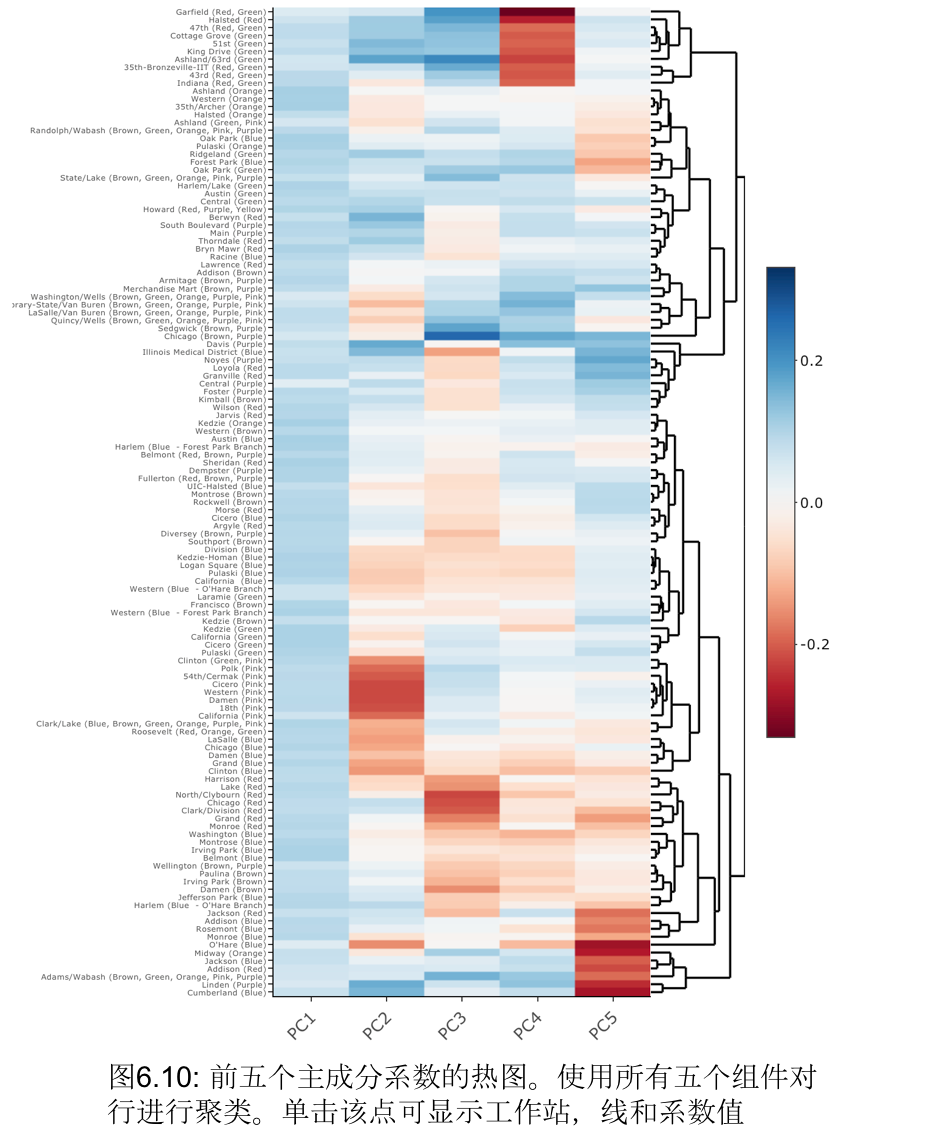 Garfield (Red, Green)
Halsted (Red)
47th (Red, Green)
Cottage Grove (Green)
51st (Green)
King Drive (Green)
Ashland/63rd (Green)
35th-Bronzeville-IIT (Red, Green)
43rd (Red, Green)
Indiana (Red, Green)
Ashland (Orange)
Western (Orange)
35th/Archer (Orange)
Halsted (Orange)
Ashland (Green, Pink)
Randolph/Wabash (Brown, Green, Orange, Pink, Purple)
Oak Park (Blue)
Pulaski (Orange)
Ridgeland (Green)
Forest Park (Blue)
Oak Park (Green)
State/Lake (Brown, Green, Orange, Pink, Purple)
Harlem/Lake (Green)
Austin (Green)
Central (Green)
Howard (Red, Purple, Yellow)
Berwyn (Red)
South Boulevard (Purple)
Main (Purple)
Thorndale (Red)
Bryn Mawr (Red)
Racine (Blue)
Lawrence (Red)
Addison (Brown)
Armitage (Brown, Purple)
Merchandise Mart (Brown, Purple)
Washington/Wells (Brown, Green, Orange, Purple, Pink)
rary-State/Van Buren (Brown, Green, Orange, Purple, Pink)
LaSalle/Van Buren (Brown, Green, Orange, Purple, Pink)
Quincy/Wells (Brown, Green, Orange, Purple, Pink)
Sedgwick (Brown, Purple)
Chicago (Brown, Purple)
Davis (Purple)
Illinois Medical District (Blue)
Noyes (Purple)
Loyola (Red)
Granville (Red)
Central (Purple)
Foster (Purple)
Kimball (Brown)
Wilson (Red)
Jarvis (Red)
Kedzie (Orange)
Western (Brown)
Austin (Blue)
Harlem (Blue - Forest Park Branch)
Belmont (Red, Brown, Purple)
Sheridan (Red)
Dempster (Purple)
Fullerton (Red, Brown, Purple)
UIC-Halsted (Blue)
Montrose (Brown)
Rockwell (Brown)
Morse (Red)
Cicero (Blue)
Argyle (Red)
Diversey (Brown, Purple)
Southport (Brown)
Division (Blue)
Kedzie-Homan (Blue)
Logan Square (Blue)
Pulaski (Blue)
California (Blue)
Western (Blue - O'Hare Branch)
Laramie (Green)
Francisco (Brown)
Western (Blue - Forest Park Branch)
Kedzie (Brown)
Kedzie (Green)
California (Green)
Cicero (Green)
Pulaski (Green)
Clinton (Green, Pink)
Polk (Pink)
54th/Cermak (Pink)
Cicero (Pink)
Western (Pink)
Damen (Pink)
18th (Pink)
California (Pink)
Clark/Lake (Blue, Brown, Green, Orange, Purple, Pink)
Roosevelt (Red, Orange, Green)
LaSalle (Blue)
Chicago (Blue)
Damen (Blue)
Grand (Blue)
Clinton (Blue)
Harrison (Red)
Lake (Red)
North/Clybourn (Red)
Chicago (Red)
Clark/Division (Red)
Grand (Red)
Monroe (Red)
Washington (Blue)
Montrose (Blue)
Irving Park (Blue)
Belmont (Blue)
Wellington (Brown, Purple)
Paulina (Brown)
Irving Park (Brown)
Damen (Brown)
Jefferson Park (Blue)
Harlem (Blue - O'Hare Branch)
Jackson (Red)
Addison (Blue)
Rosemont (Blue)
Monroe (Blue)
O'Hare (Blue)
Midway (Orange)
Jackson (Blue)
Addison (Red)
Adams/Wabash (Brown, Green, Orange, Pink, Purple)
Linden (Purple)
Cumberland (Blue)
PC1 PC2 PC3 PC4 PC5
0.2
0.0
-0.2
图6.10: 前五个主成分系数的热图。使用所有五个组件对
行进行聚类。单击该点可显示工作站，线和系数值